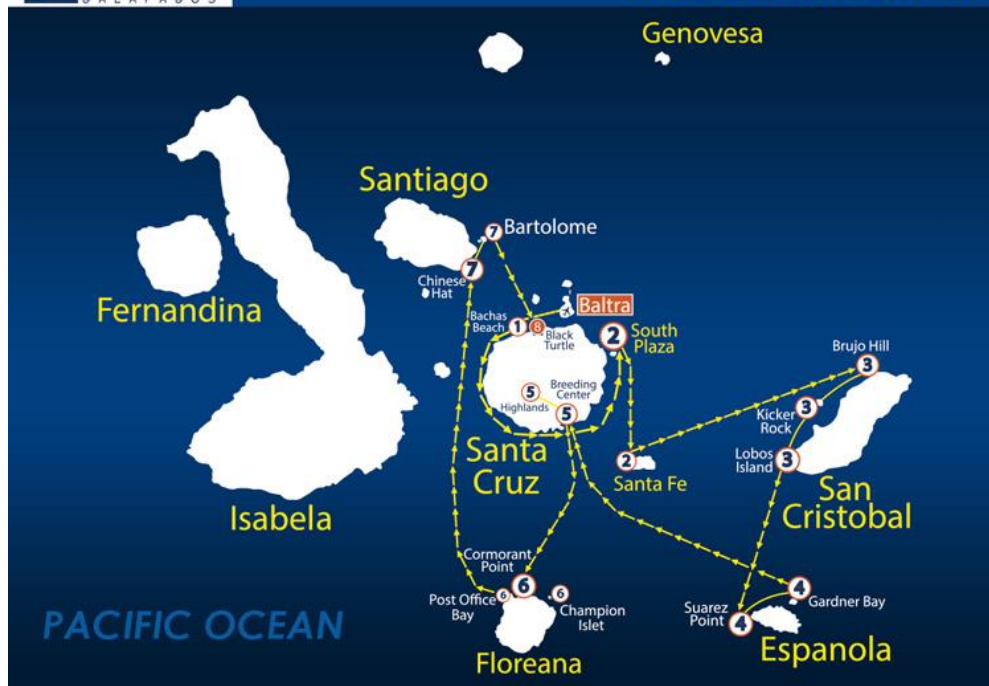 Genovesa
Santiago
7
Bartolome
7
Chinese
Hat
Fernandina
Baltra
Bachas
Beach
1
8
Black
Turtle
2
South
Plaza
Brujo Hill
3
Breeding
Center
5
Highlands
5
Kicker
Rock
3
Lobos
Island
3
Santa
Cruz
2
Santa Fe
San
Cristobal
Isabela
Cormorant
Point
6
Post Office
Bay
6
6
Champion
Islet
4
Gardner Bay
Suarez
Point
4
Espanola
Floreana
PACIFIC OCEAN